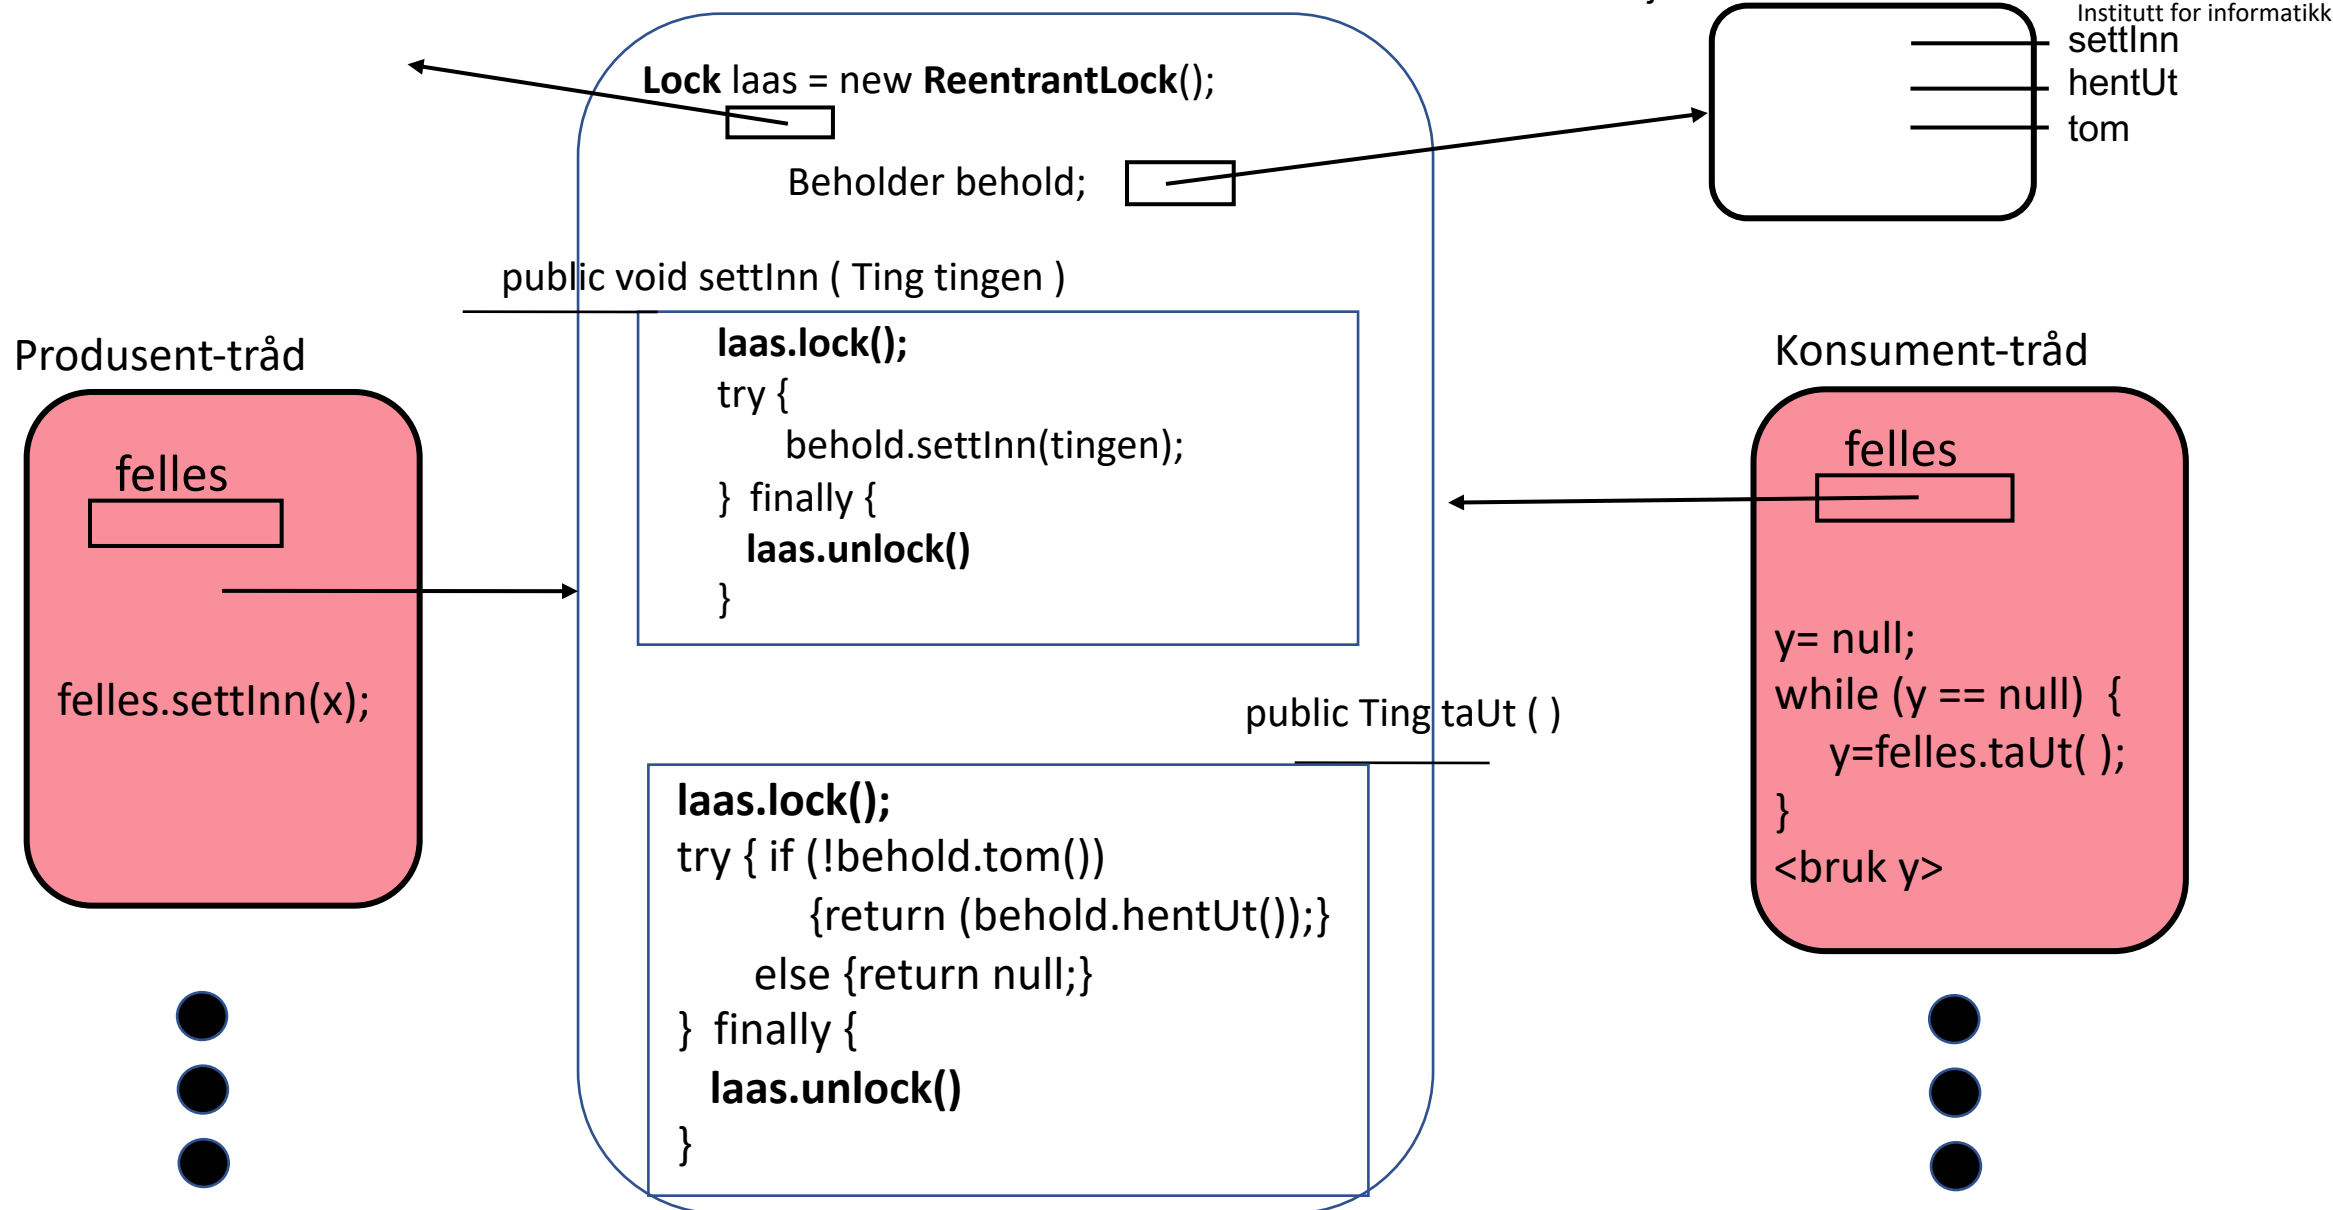 Institutt for informatikk
settInn
hentUt
tom
Lock laas = new ReentrantLock();
Beholder behold;
public void settInn ( Ting tingen )
laas.lock();
try {
behold.settInn(tingen);
} finally {
laas.unlock()
}
Produsent-tråd
felles
felles.settInn(x);
public Ting taUt ( )
laas.lock();
try { if (!behold.tom())
{return (behold.hentUt());}
else {return null;}
} finally {
laas.unlock()
}
Konsument-tråd
felles
y= null;
while (y == null) {
y=felles.taUt( );
}
<bruk y>